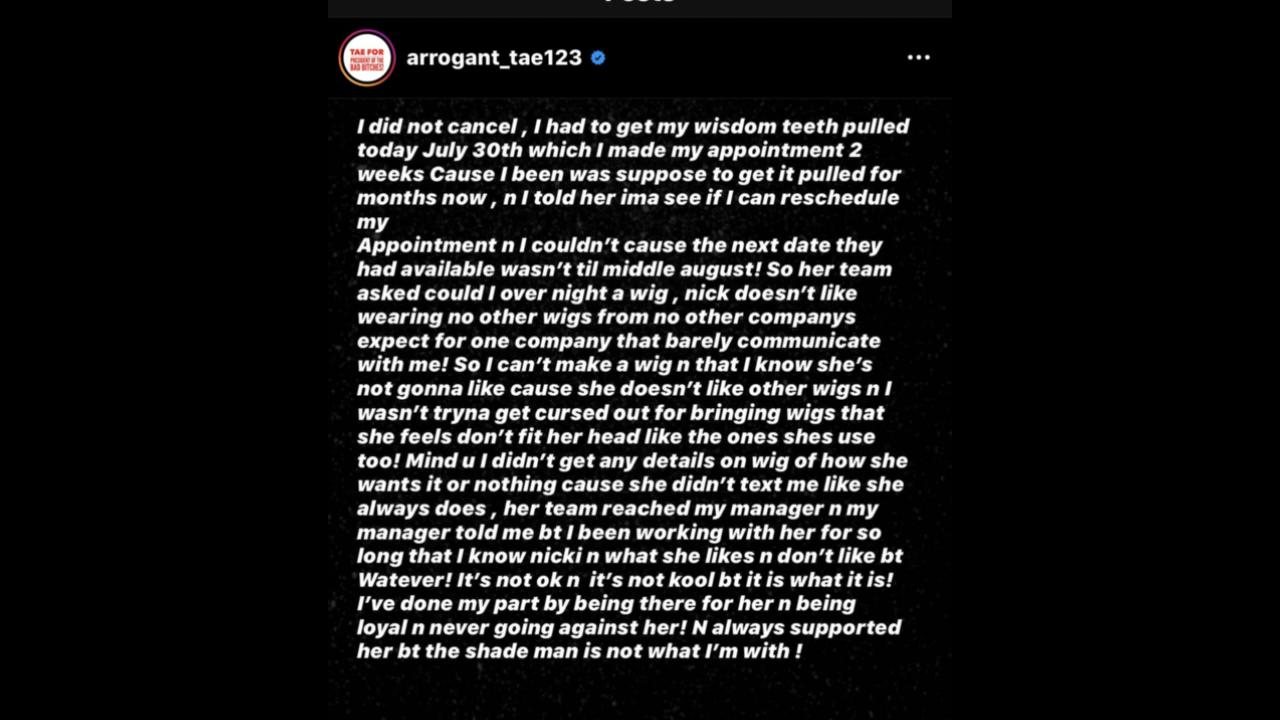 arrogant_tae123
TAE FOR
PRESIDENT OF THE
BAD BITCHES!
I did not cancel , I had to get my wisdom teeth pulled
today July 30th which I made my appointment 2
weeks Cause I been was suppose to get it pulled for
months now , n I told her ima see if I can reschedule
my
Appointment n I couldn't cause the next date they
had available wasn't til middle august! So her team
asked could I over night a wig , nick doesn't like
wearing no other wigs from no other companys
expect for one company that barely communicate
with me! So I can't make a wig n that I know she's
not gonna like cause she doesn't like other wigs n I
wasn't tryna get cursed out for bringing wigs that
she feels don't fit her head like the ones shes use
too! Mind u I didn't get any details on wig of how she
wants it or nothing cause she didn't text me like she
always does , her team reached my manager n my
manager told me bt I been working with her for so
long that I know nicki n what she likes n don't like bt
Watever! It's not ok n  it's not kool bt it is what it is!
I've done my part by being there for her n being
loyal n never going against her! N always supported
her bt the shade man is not what I'm with !